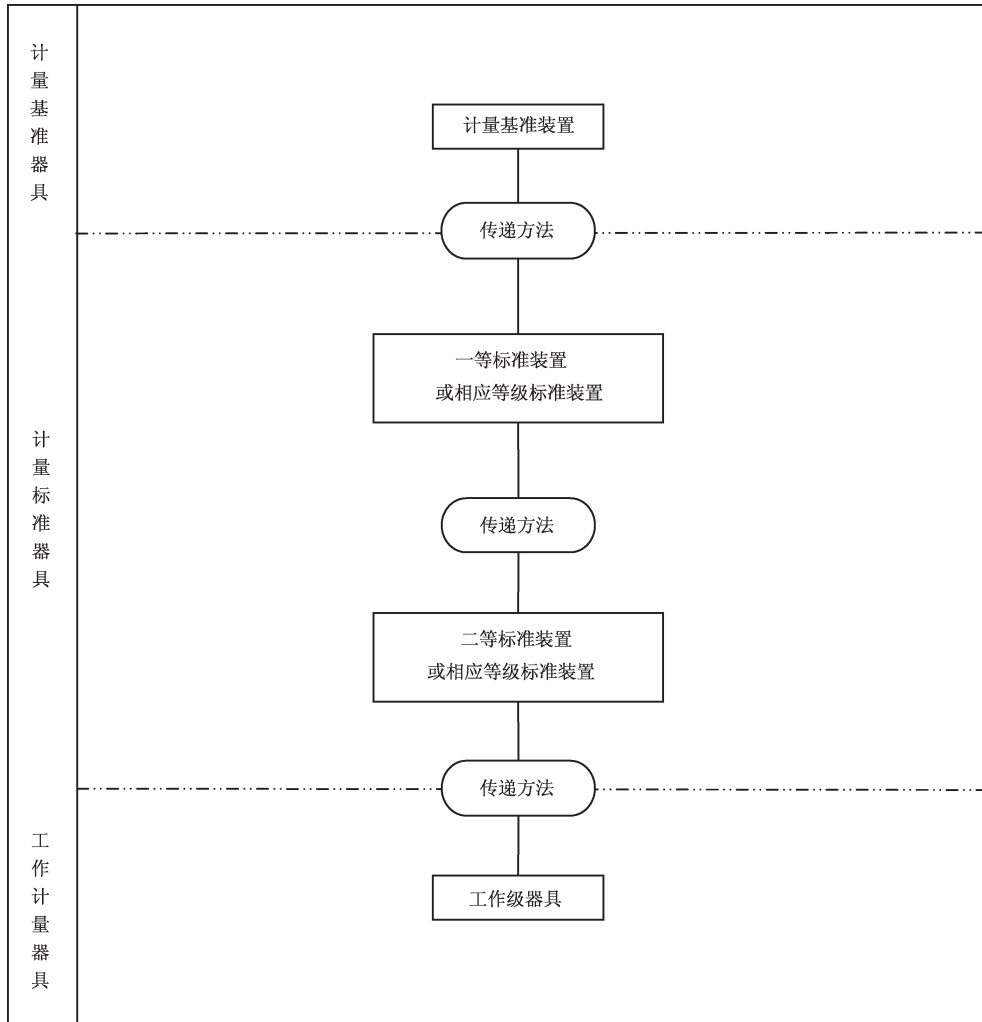 计量基准器具
计量基准装置
传递方法
计量标准器具
一等标准装置
或相应等级标准装置
传递方法
二等标准装置
或相应等级标准装置
传递方法
工作计量器具
工作级器具